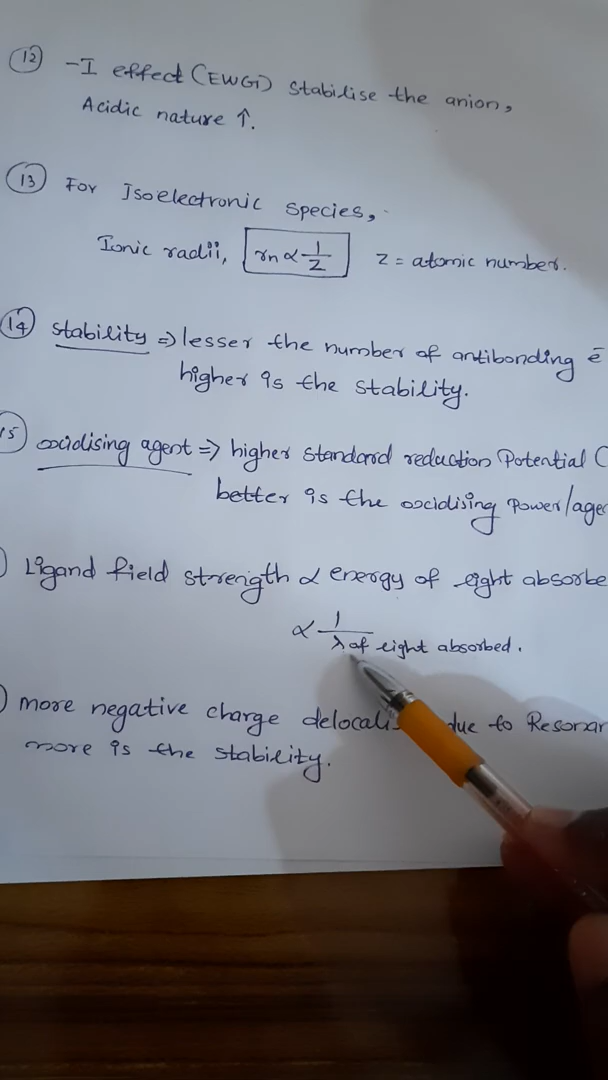 12 -I effect (EWG) stabilise the anion,
Acidic nature ↑.
13 For Isoelectronic species,
Ionic radii, rn ∝ 1/Z Z = atomic number.
14 stability ⇒ lesser the number of antibonding ē
higher is the stability.
15 oxidising agent ⇒ higher standard reduction Potential (
better is the oxidising power/age
) Ligand field strength ∝ energy of light absorbe
∝ 1/λ of light absorbed.
) more negative charge delocalis due to Resonan
more is the stability.